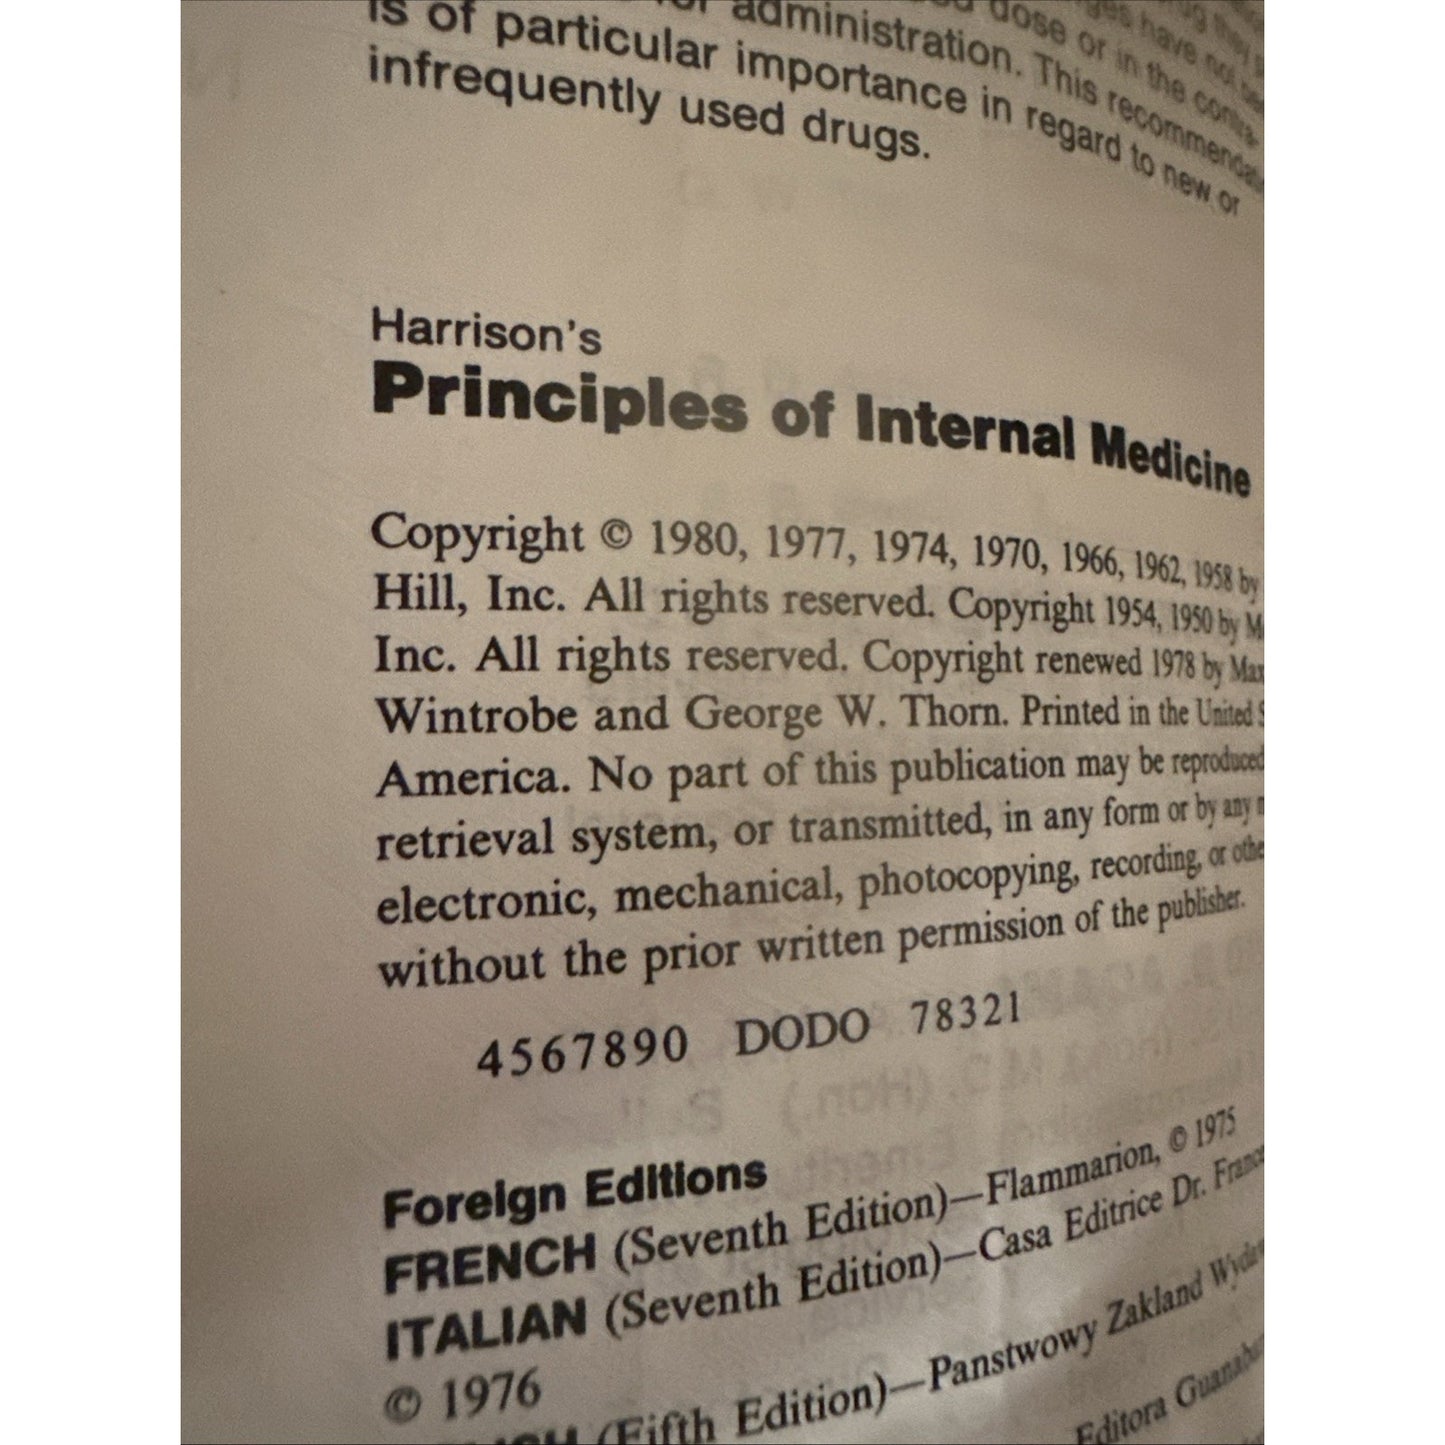 administration. This recommendation
is of particular importance in regard to new or
infrequently used drugs.
Harrison's
Principles of Internal Medicine
Copyright © 1980, 1977, 1974, 1970, 1966, 1962, 1958 by
Hill, Inc. All rights reserved. Copyright 1954, 1950 by
Inc. All rights reserved. Copyright renewed 1978 by
Wintrobe and George W. Thorn. Printed in the United
America. No part of this publication may be reproduced
retrieval system, or transmitted, in any form or by any
electronic, mechanical, photocopying, recording, or
without the prior written permission of the publisher.
4567890 DODO 78321
Foreign Editions
FRENCH (Seventh Edition)—Flammarion, © 1975
ITALIAN (Seventh Edition)—Casa Editrice Dr.
© 1976
(Fifth Edition)—Panstwowy Zakland
Editora